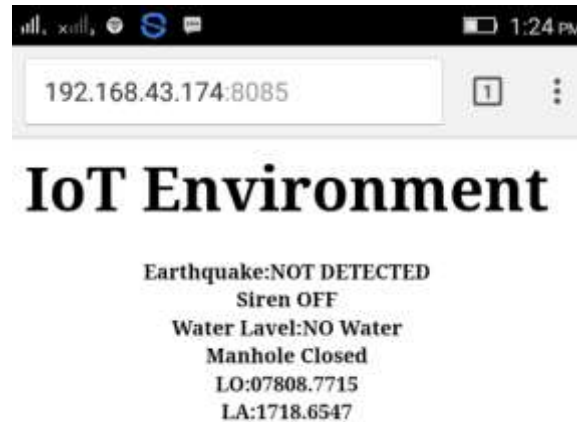 1:24 PM
192.168.43.174:8085
1
IoT Environment
Earthquake:NOT DETECTED
Siren OFF
Water Lavel:NO Water
Manhole Closed
LO:07808.7715
LA:1718.6547